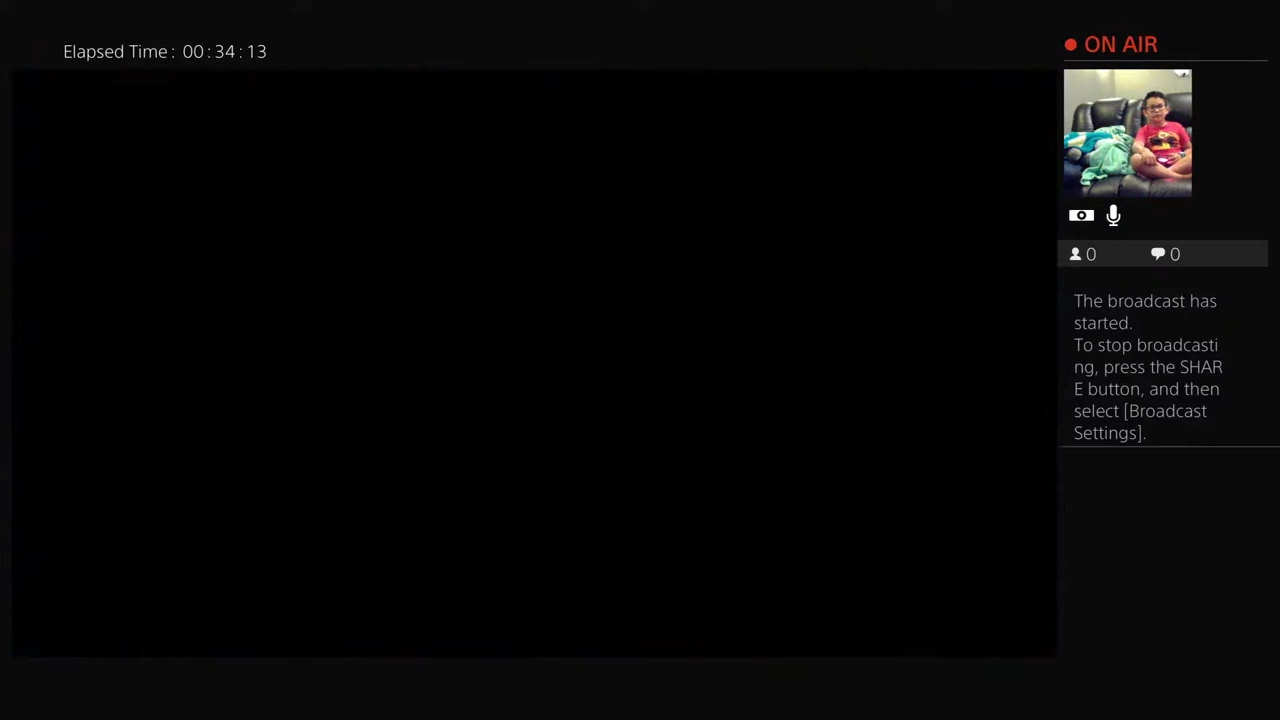 Elapsed Time: 00:34:13
ON AIR
0
0
The broadcast has
started.
To stop broadcasti
ng, press the SHAR
E button, and then
select [Broadcast
Settings].